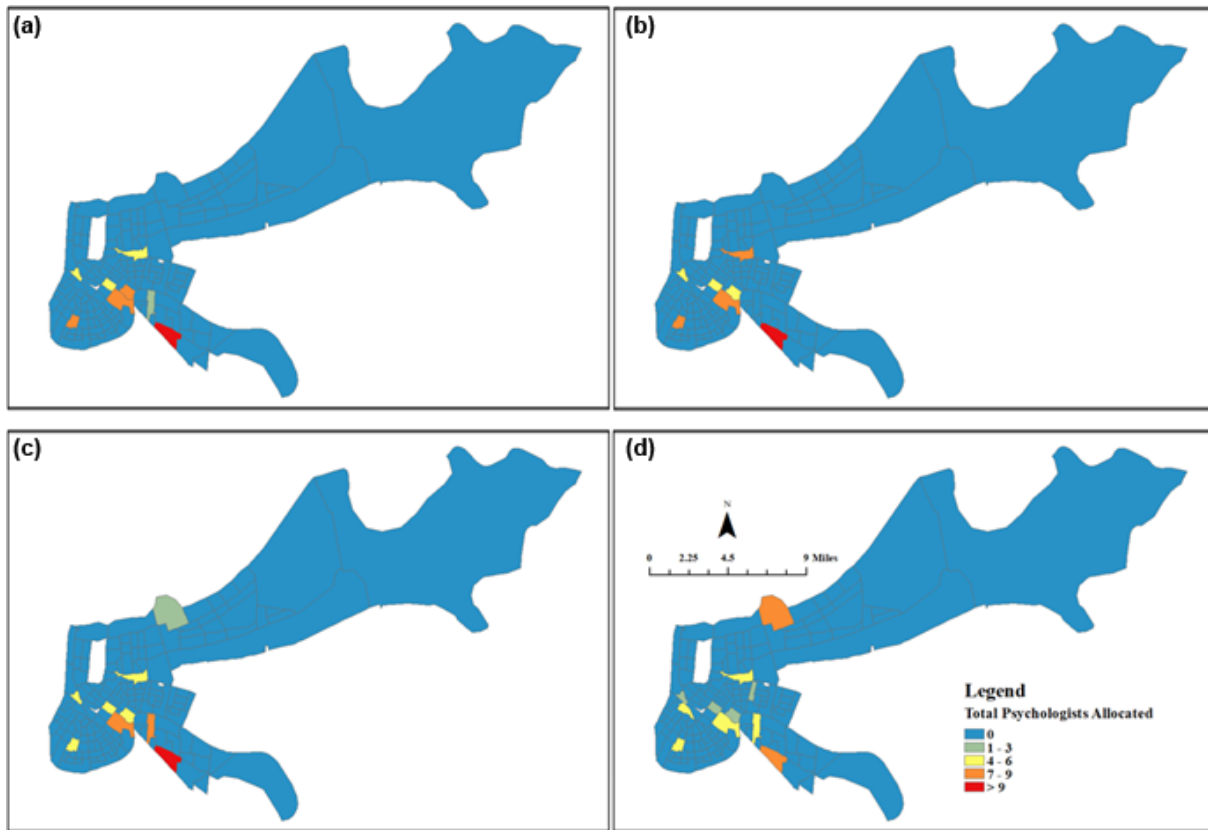 (a)
(b)
(c)
(d)
N
0 2.25 4.5 9 Miles
Legend
Total Psychologists Allocated
0
1 - 3
4 - 6
7 - 9
> 9